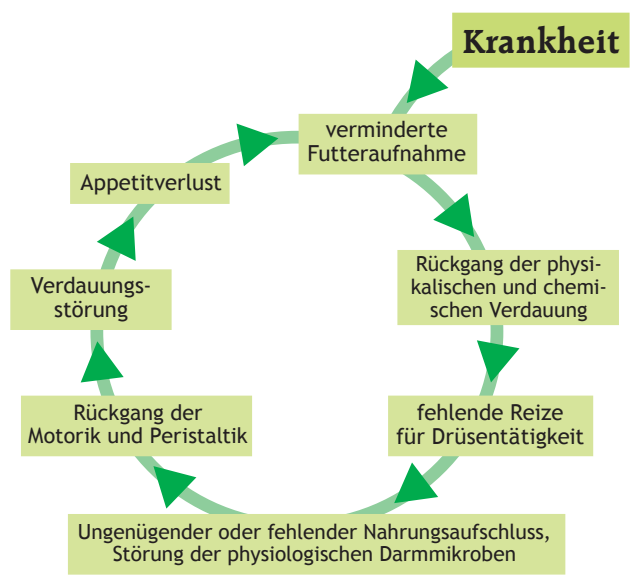 Krankheit
verminderte
Futteraufnahme
Rückgang der physi-
kalischen und chemi-
schen Verdauung
fehlende Reize
für Drüsentätigkeit
Ungenügender oder fehlender Nahrungsaufschluss,
Störung der physiologischen Darmmikroben
Rückgang der
Motorik und Peristaltik
Verdauungs-
störung
Appetitverlust